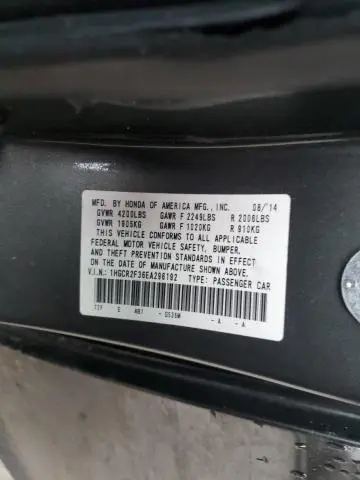 MFD. BY HONDA OF AMERICA MFG., INC. 08/14
GVWR 4200LBS GAWR F 2249LBS R 2006LBS
GVWR 1905KG GAWR F 1020KG R 910KG
THIS VEHICLE CONFORMS TO ALL APPLICABLE
FEDERAL MOTOR VEHICLE SAFETY, BUMPER,
AND THEFT PREVENTION STANDARDS IN EFFECT
ON THE DATE OF MANUFACTURE SHOWN ABOVE.
V.I.N.: 1HGCR2F36EA296192 TYPE: PASSENGER CAR
E - A - A